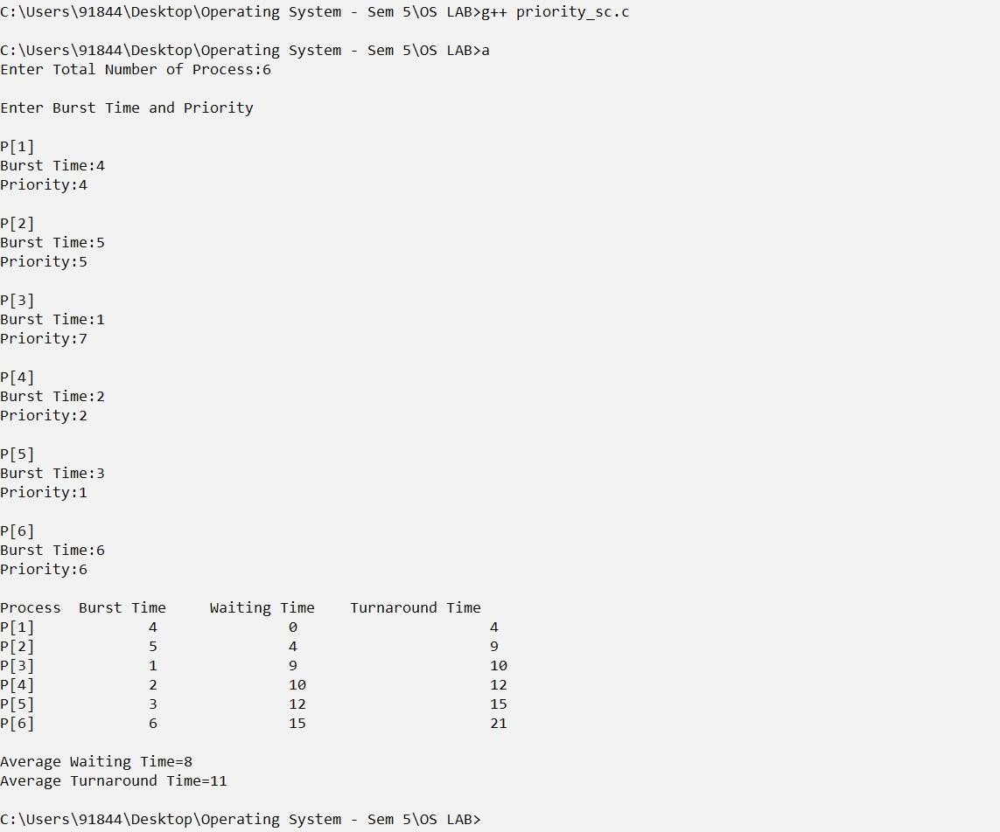 C:\Users\91844\Desktop\Operating System - Sem 5\OS LAB>g++ priority_sc.c
C:\Users\91844\Desktop\Operating System - Sem 5\OS LAB>a
Enter Total Number of Process:6
Enter Burst Time and Priority
P[1]
Burst Time:4
Priority:4
P[2]
Burst Time:5
Priority:5
P[3]
Burst Time:1
Priority:7
P[4]
Burst Time:2
Priority:2
P[5]
Burst Time:3
Priority:1
P[6]
Burst Time:6
Priority:6
Process  Burst Time     Waiting Time    Turnaround Time
P[1]             4               0                      4
P[2]             5               4                      9
P[3]             1               9                      10
P[4]             2               10                     12
P[5]             3               12                     15
P[6]             6               15                     21
Average Waiting Time=8
Average Turnaround Time=11
C:\Users\91844\Desktop\Operating System - Sem 5\OS LAB>